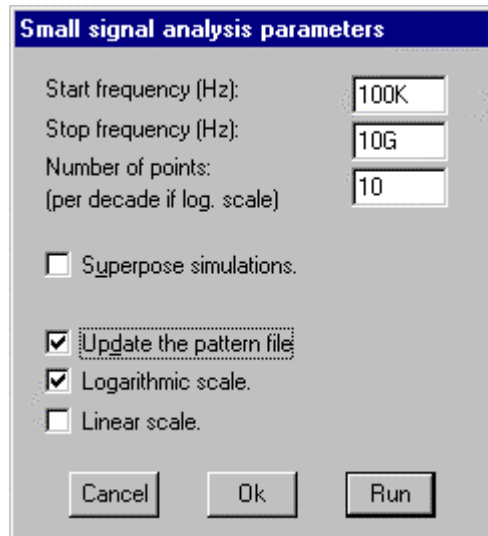 Small signal analysis parameters
Start frequency (Hz): 100K
Stop frequency (Hz): 10G
Number of points:
(per decade if log. scale) 10
Superpose simulations.
Update the pattern file
Logarithmic scale.
Linear scale.
Cancel Ok Run